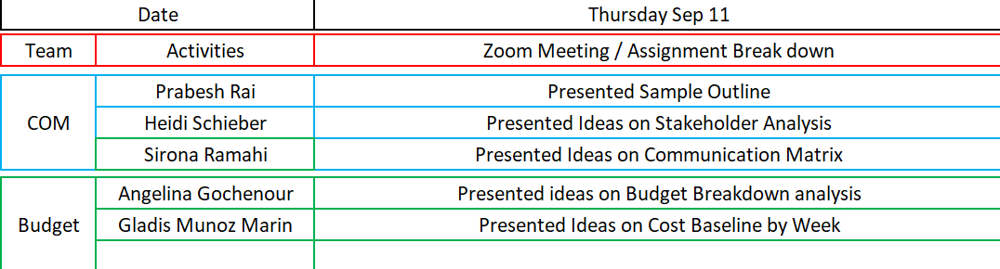 Date Thursday Sep 11
Team Activities Zoom Meeting / Assignment Break down
Prabesh Rai Presented Sample Outline
COM Heidi Schieber Presented Ideas on Stakeholder Analysis
Sirona Ramahi Presented Ideas on Communication Matrix
Angelina Gochenour Presented ideas on Budget Breakdown analysis
Budget Gladis Munoz Marin Presented Ideas on Cost Baseline by Week